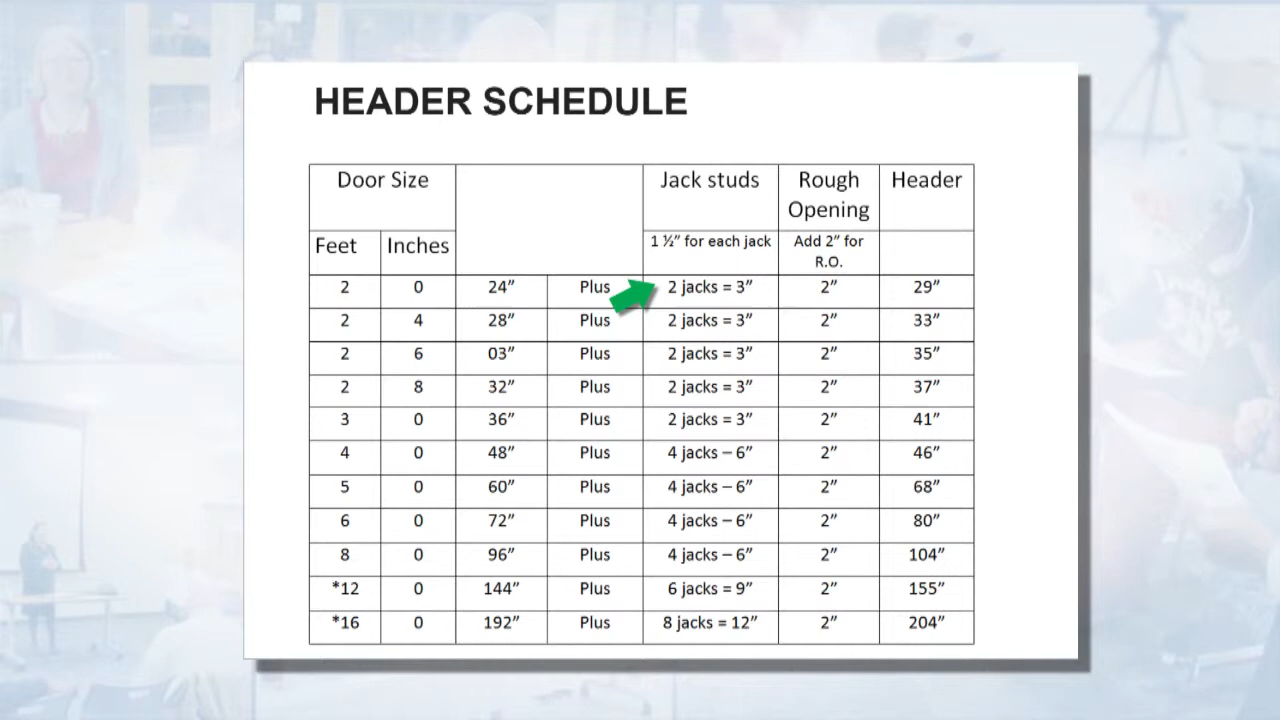 HEADER SCHEDULE
Door Size Jack studs Rough Opening Header
Feet Inches 1 ½” for each jack Add 2” for R.O.
2 0 24” Plus 2 jacks = 3” 2” 29”
2 4 28” Plus 2 jacks = 3” 2” 33”
2 6 03” Plus 2 jacks = 3” 2” 35”
2 8 32” Plus 2 jacks = 3” 2” 37”
3 0 36” Plus 2 jacks = 3” 2” 41”
4 0 48” Plus 4 jacks – 6” 2” 46”
5 0 60” Plus 4 jacks – 6” 2” 68”
6 0 72” Plus 4 jacks – 6” 2” 80”
8 0 96” Plus 4 jacks – 6” 2” 104”
*12 0 144” Plus 6 jacks = 9” 2” 155”
*16 0 192” Plus 8 jacks = 12” 2” 204”